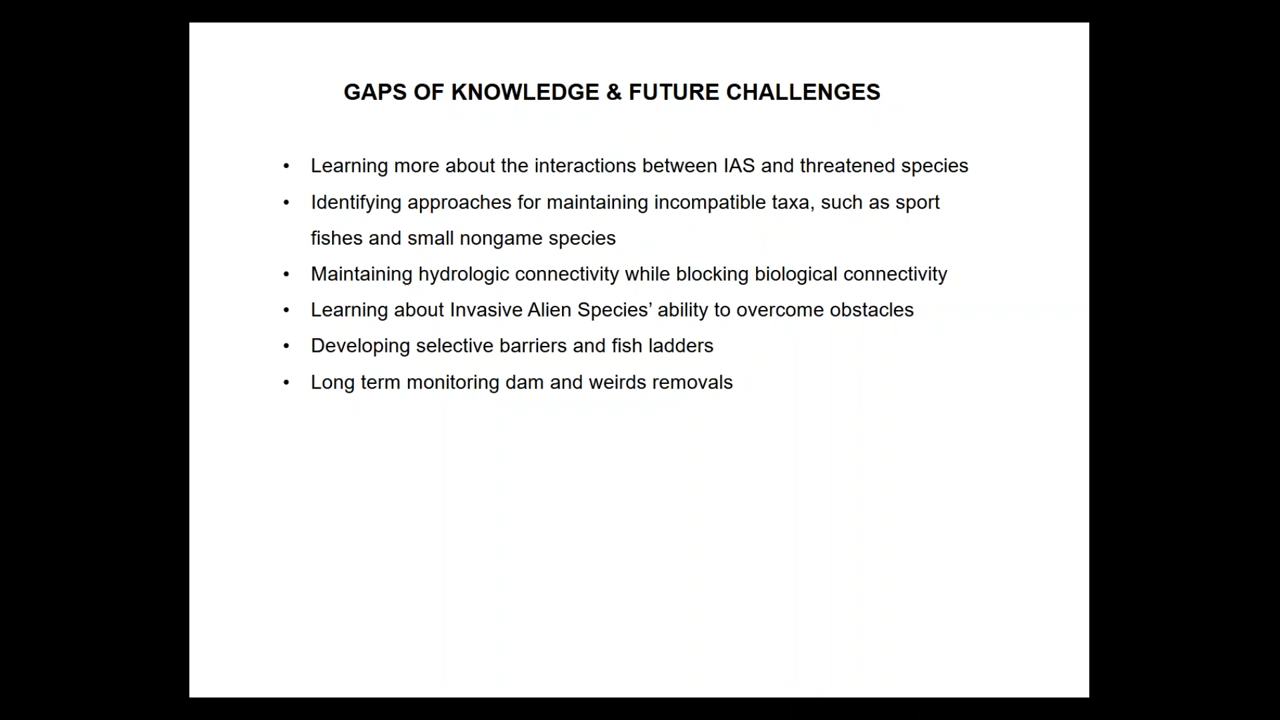 GAPS OF KNOWLEDGE & FUTURE CHALLENGES
• Learning more about the interactions between IAS and threatened species
• Identifying approaches for maintaining incompatible taxa, such as sport
fishes and small nongame species
• Maintaining hydrologic connectivity while blocking biological connectivity
• Learning about Invasive Alien Species’ ability to overcome obstacles
• Developing selective barriers and fish ladders
• Long term monitoring dam and weirds removals